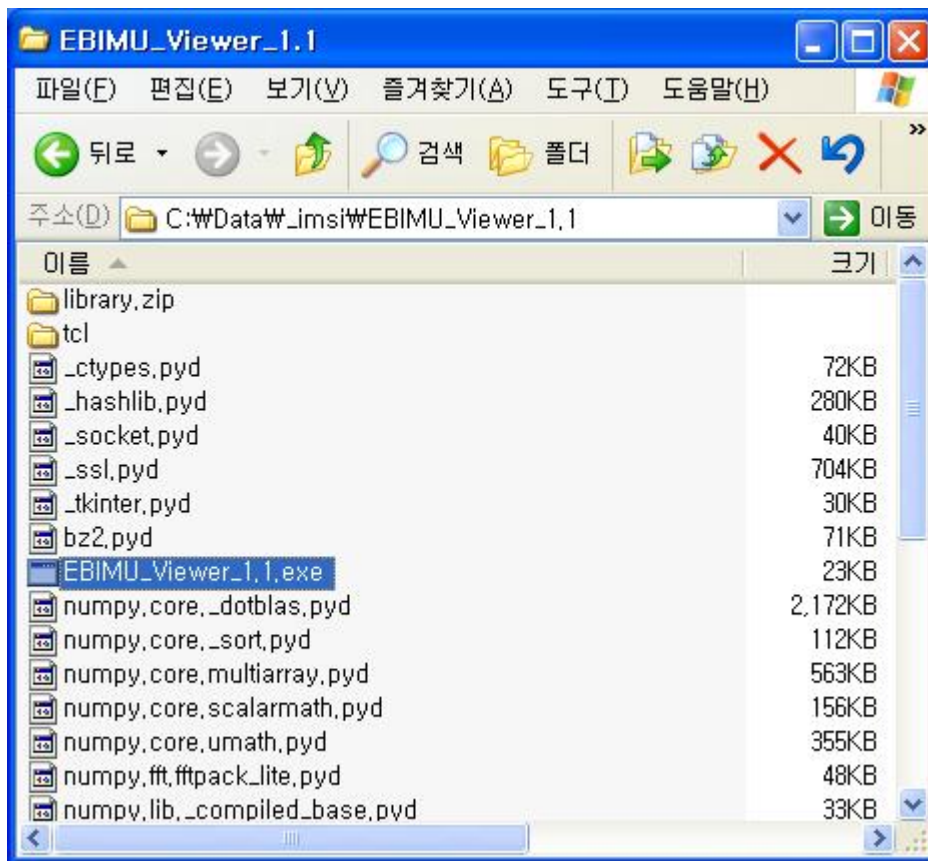 EBIMU_Viewer_1.1
파일(F) 편집(E) 보기(V) 즐겨찾기(A) 도구(T) 도움말(H)
뒤로 검색 폴더 »
주소(D) C:₩Data₩_imsi₩EBIMU_Viewer_1.1 이동
이름 크기
library.zip
tcl
_ctypes.pyd 72KB
_hashlib.pyd 280KB
_socket.pyd 40KB
_ssl.pyd 704KB
_tkinter.pyd 30KB
bz2.pyd 71KB
EBIMU_Viewer_1.1.exe 23KB
numpy.core._dotblas.pyd 2,172KB
numpy.core._sort.pyd 112KB
numpy.core.multiarray.pyd 563KB
numpy.core.scalarmath.pyd 156KB
numpy.core.umath.pyd 355KB
numpy.fft.fftpack_lite.pyd 48KB
numpy.lib._compiled_base.pyd 33KB